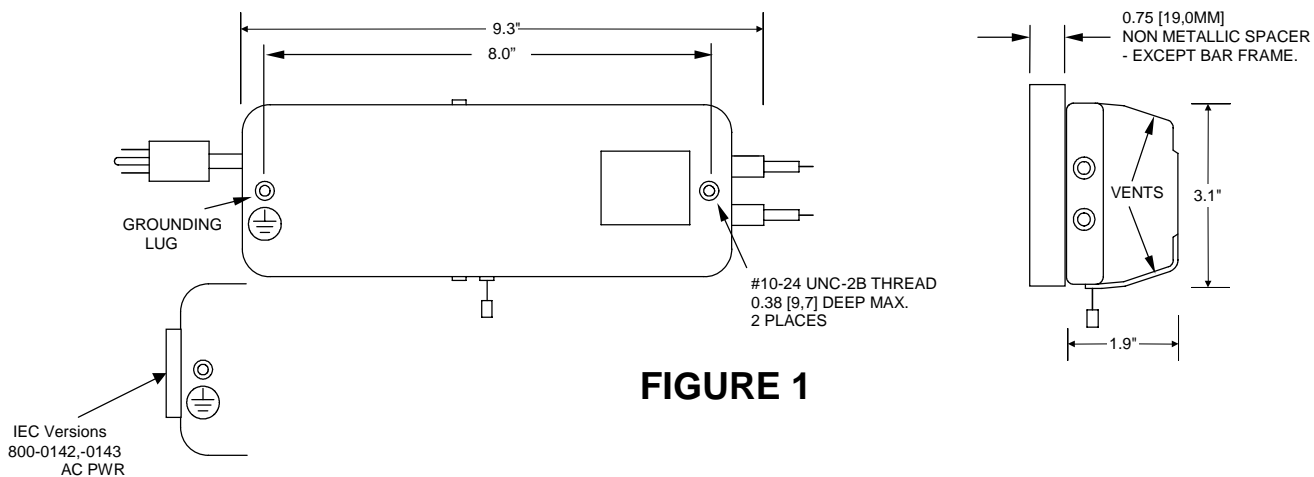 9.3"
8.0”
0.75 [19,0MM]
NON METALLIC SPACER
- EXCEPT BAR FRAME.
VENTS
3.1"
GROUNDING
LUG
#10-24 UNC-2B THREAD
0.38 [9,7] DEEP MAX.
2 PLACES
1.9"
FIGURE 1
IEC Versions
800-0142,-0143
AC PWR